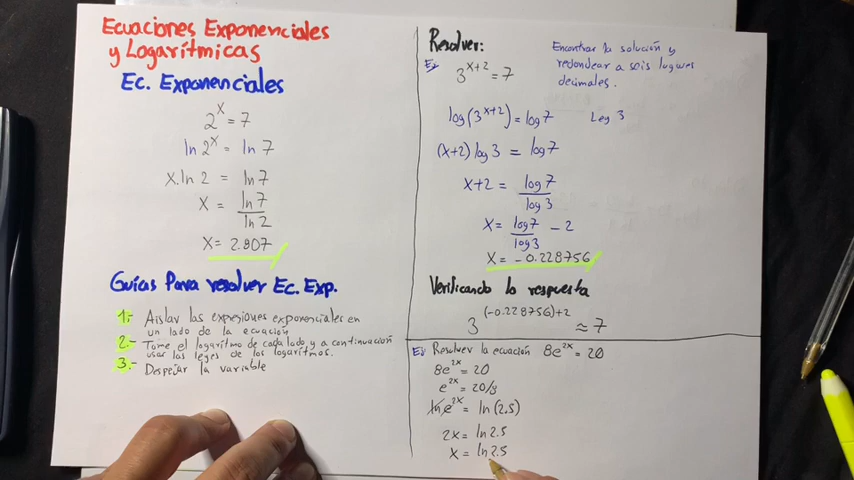 Ecuaciones Exponenciales
y Logarítmicas
Ec. Exponenciales
2^x = 7
ln 2^x = ln 7
x.ln 2 = ln 7
x = ln 7 / ln 2
x = 2.807
Guías Para resolver Ec. Exp.
1.- Aislar las expresiones exponenciales en
un lado de la ecuación
2.- Tome el logaritmo de cada lado y a continuación
usar las leyes de los logaritmos.
3.- Despejar la variable
Resolver:
Ej 3^(x+2) = 7
Encontrar la solución y
redondear a seis lugares
decimales.
log(3^(x+2)) = log 7 Ley 3
(x+2) log 3 = log 7
x+2 = log 7 / log 3
x = log 7 / log 3 - 2
x = -0.228756
Verificando la respuesta
3^((-0.228756)+2) ≈ 7
Ej: Resolver la ecuación 8e^(2x) = 20
8e^(2x) = 20
e^(2x) = 20/8
ln e^(2x) = ln (2.5)
2x = ln 2.5
x = ln 2.5